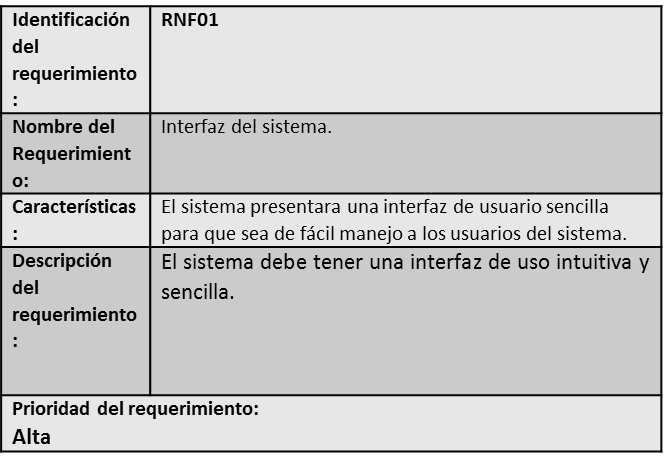 Identificación
del
requerimiento
:
RNF01
Nombre del
Requerimient
o:
Interfaz del sistema.
Características
:
El sistema presentara una interfaz de usuario sencilla
para que sea de fácil manejo a los usuarios del sistema.
Descripción
del
requerimiento
:
El sistema debe tener una interfaz de uso intuitiva y
sencilla.
Prioridad del requerimiento:
Alta